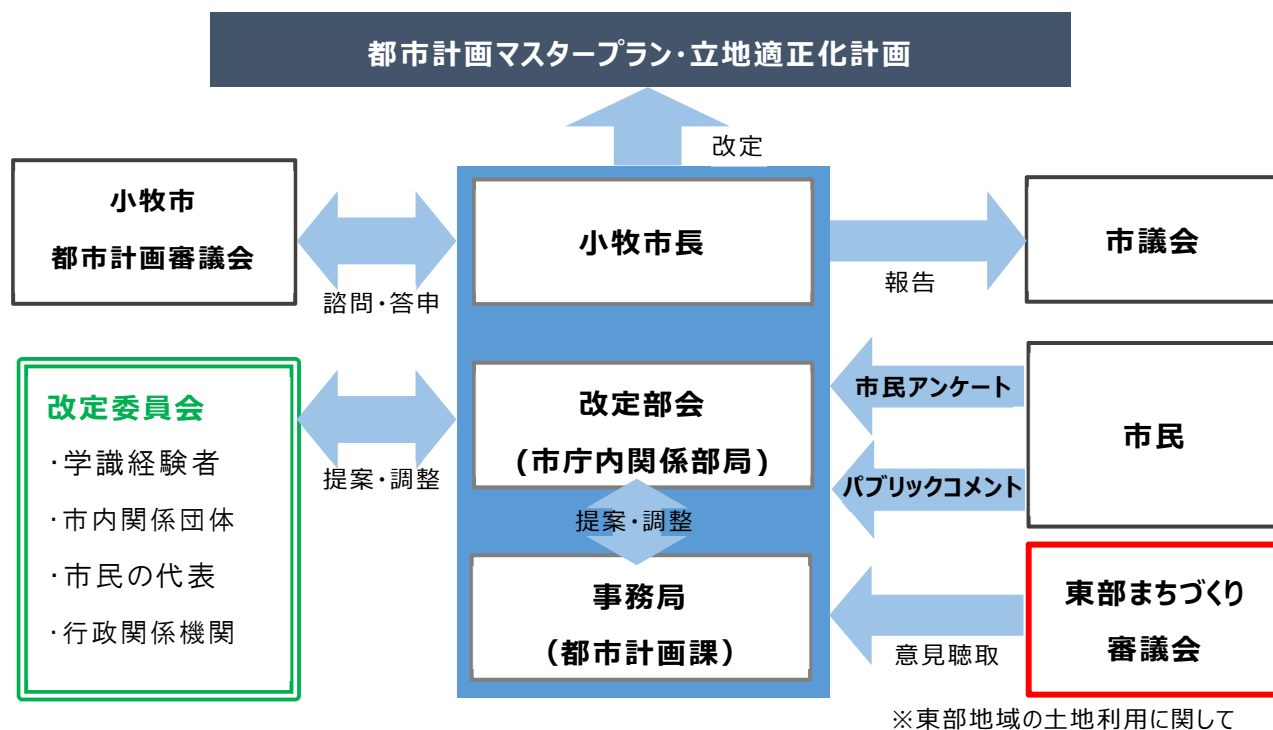 都市計画マスタープラン・立地適正化計画
改定
小牧市
都市計画審議会
諮問・答申
小牧市長
報告
市議会
改定委員会
・学識経験者
・市内関係団体
・市民の代表
・行政関係機関
提案・調整
改定部会
(市庁内関係部局)
提案・調整
事務局
(都市計画課)
市民アンケート
パブリックコメント
市民
意見聴取
東部まちづくり
審議会
※東部地域の土地利用に関して